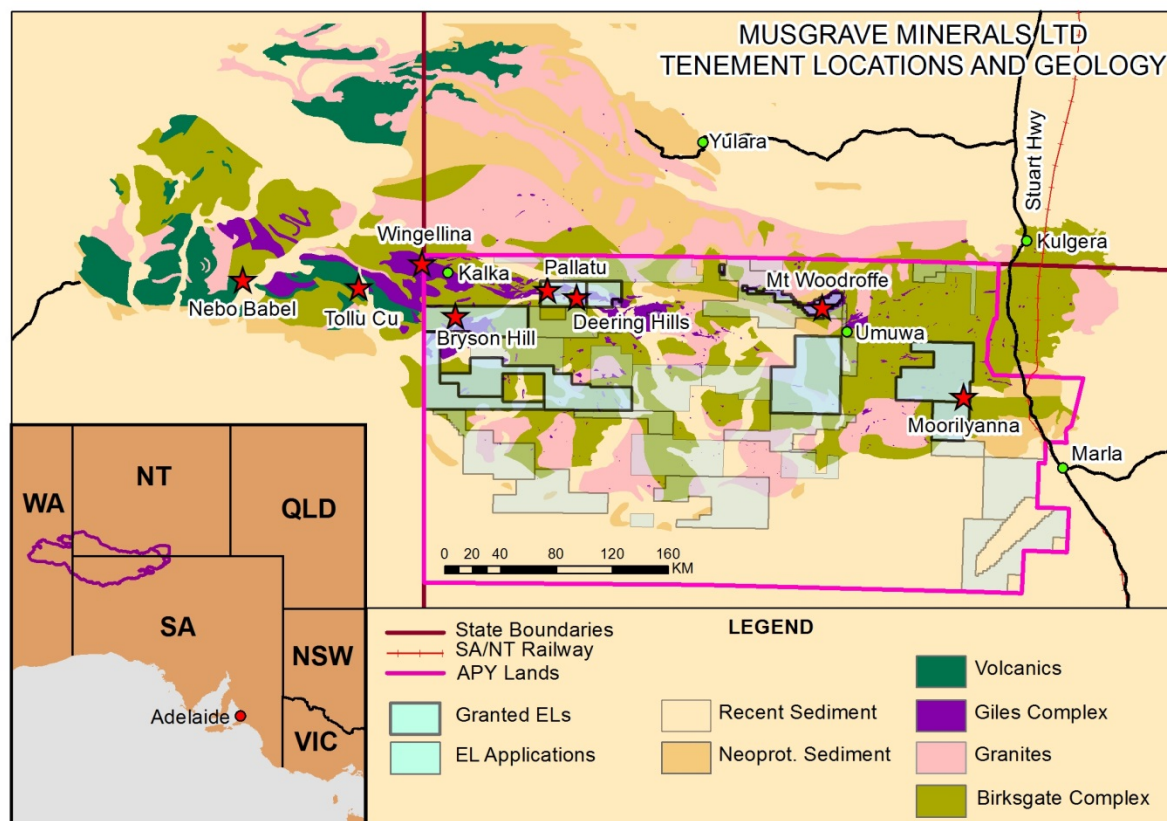 MUSGRAVE MINERALS LTD
TENEMENT LOCATIONS AND GEOLOGY
Yulara
Stuart Hwy
Kulgera
Wingellina
Kalka
Pallatu
Mt Woodroffe
Nebo Babel
Tollu Cu
Bryson Hill
Deering Hills
Umuwa
Moorilyanna
Marla
0 20 40 80 120 160
KM
WA
NT
QLD
SA
NSW
VIC
Adelaide
LEGEND
State Boundaries
SA/NT Railway
APY Lands
Granted ELs
EL Applications
Recent Sediment
Neoprot. Sediment
Volcanics
Giles Complex
Granites
Birksgate Complex